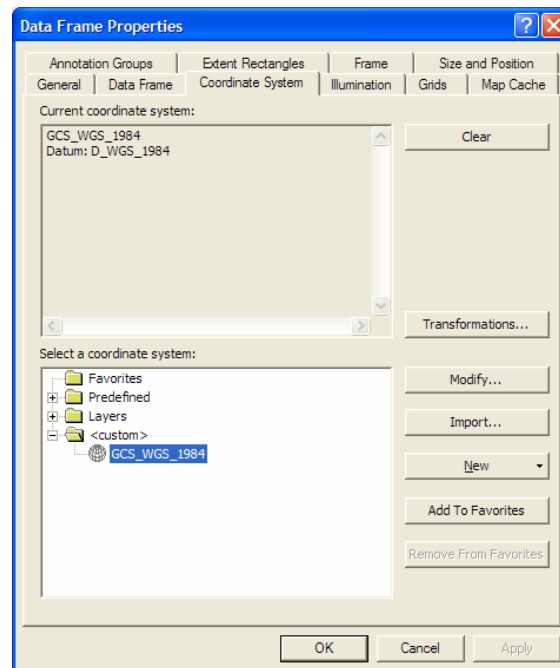 Data Frame Properties
Annotation Groups Extent Rectangles Frame Size and Position
General Data Frame Coordinate System Illumination Grids Map Cache
Current coordinate system:
GCS_WGS_1984
Datum: D_WGS_1984
Clear
Transformations...
Select a coordinate system:
Favorites
Predefined
Layers
<custom>
GCS_WGS_1984
Modify...
Import...
New
Add To Favorites
Remove From Favorites
OK Cancel Apply